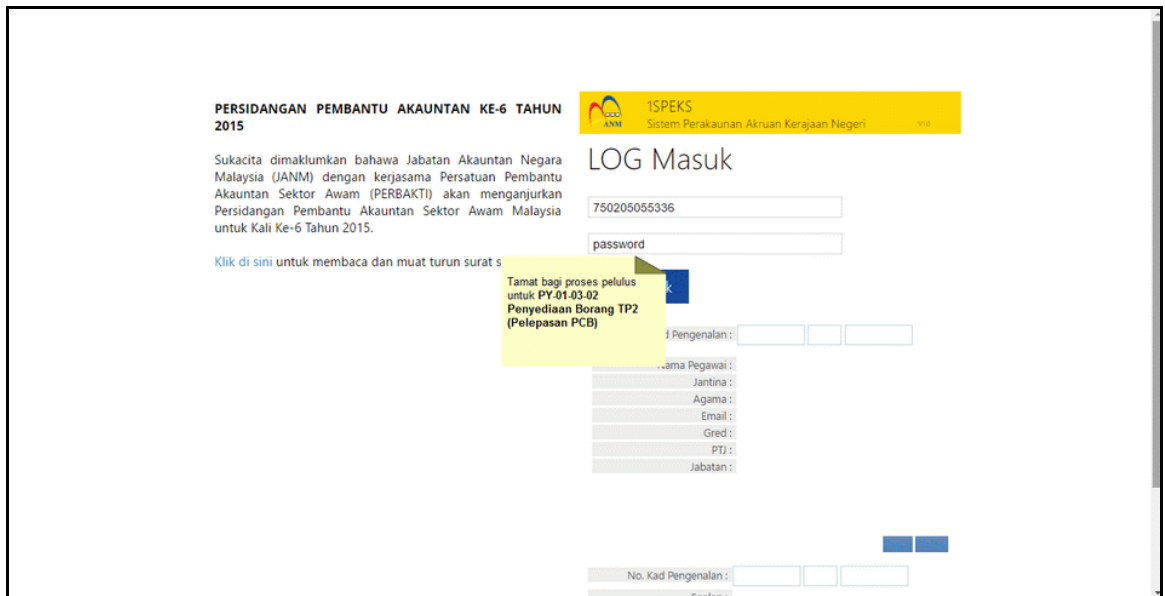 PERSIDANGAN PEMBANTU AKAUNTAN KE-6 TAHUN
2015
Sukacita dimaklumkan bahawa Jabatan Akauntan Negara
Malaysia (JANM) dengan kerjasama Persatuan Pembantu
Akauntan Sektor Awam (PERBAKTI) akan menganjurkan
Persidangan Pembantu Akauntan Sektor Awam Malaysia
untuk Kali Ke-6 Tahun 2015.
Klik di sini untuk membaca dan muat turun surat s
ANM
1SPEKS
Sistem Perakaunan Akruan Kerajaan Negeri
V1.0
LOG Masuk
750205055336
password
k
Tamat bagi proses pelulus
untuk PY-01-03-02
Penyediaan Borang TP2
(Pelepasan PCB)
d Pengenalan :
Nama Pegawai :
Jantina :
Agama :
Email :
Gred :
PTJ :
Jabatan :
No. Kad Pengenalan :